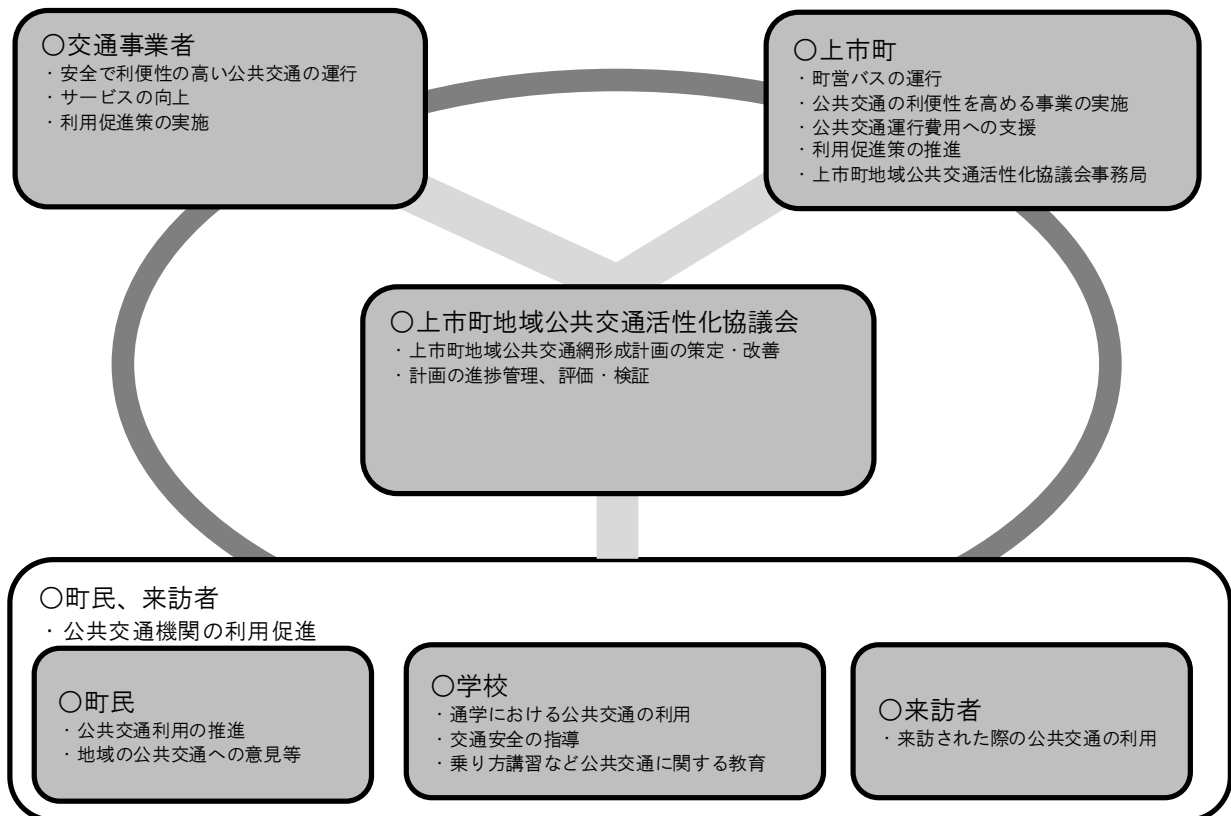 ○交通事業者
・安全で利便性の高い公共交通の運行
・サービスの向上
・利用促進策の実施
○上市町
・町営バスの運行
・公共交通の利便性を高める事業の実施
・公共交通運行費用への支援
・利用促進策の推進
・上市町地域公共交通活性化協議会事務局
○上市町地域公共交通活性化協議会
・上市町地域公共交通網形成計画の策定・改善
・計画の進捗管理、評価・検証
○町民、来訪者
・公共交通機関の利用促進
○町民
・公共交通利用の推進
・地域の公共交通への意見等
○学校
・通学における公共交通の利用
・交通安全の指導
・乗り方講習など公共交通に関する教育
○来訪者
・来訪された際の公共交通の利用